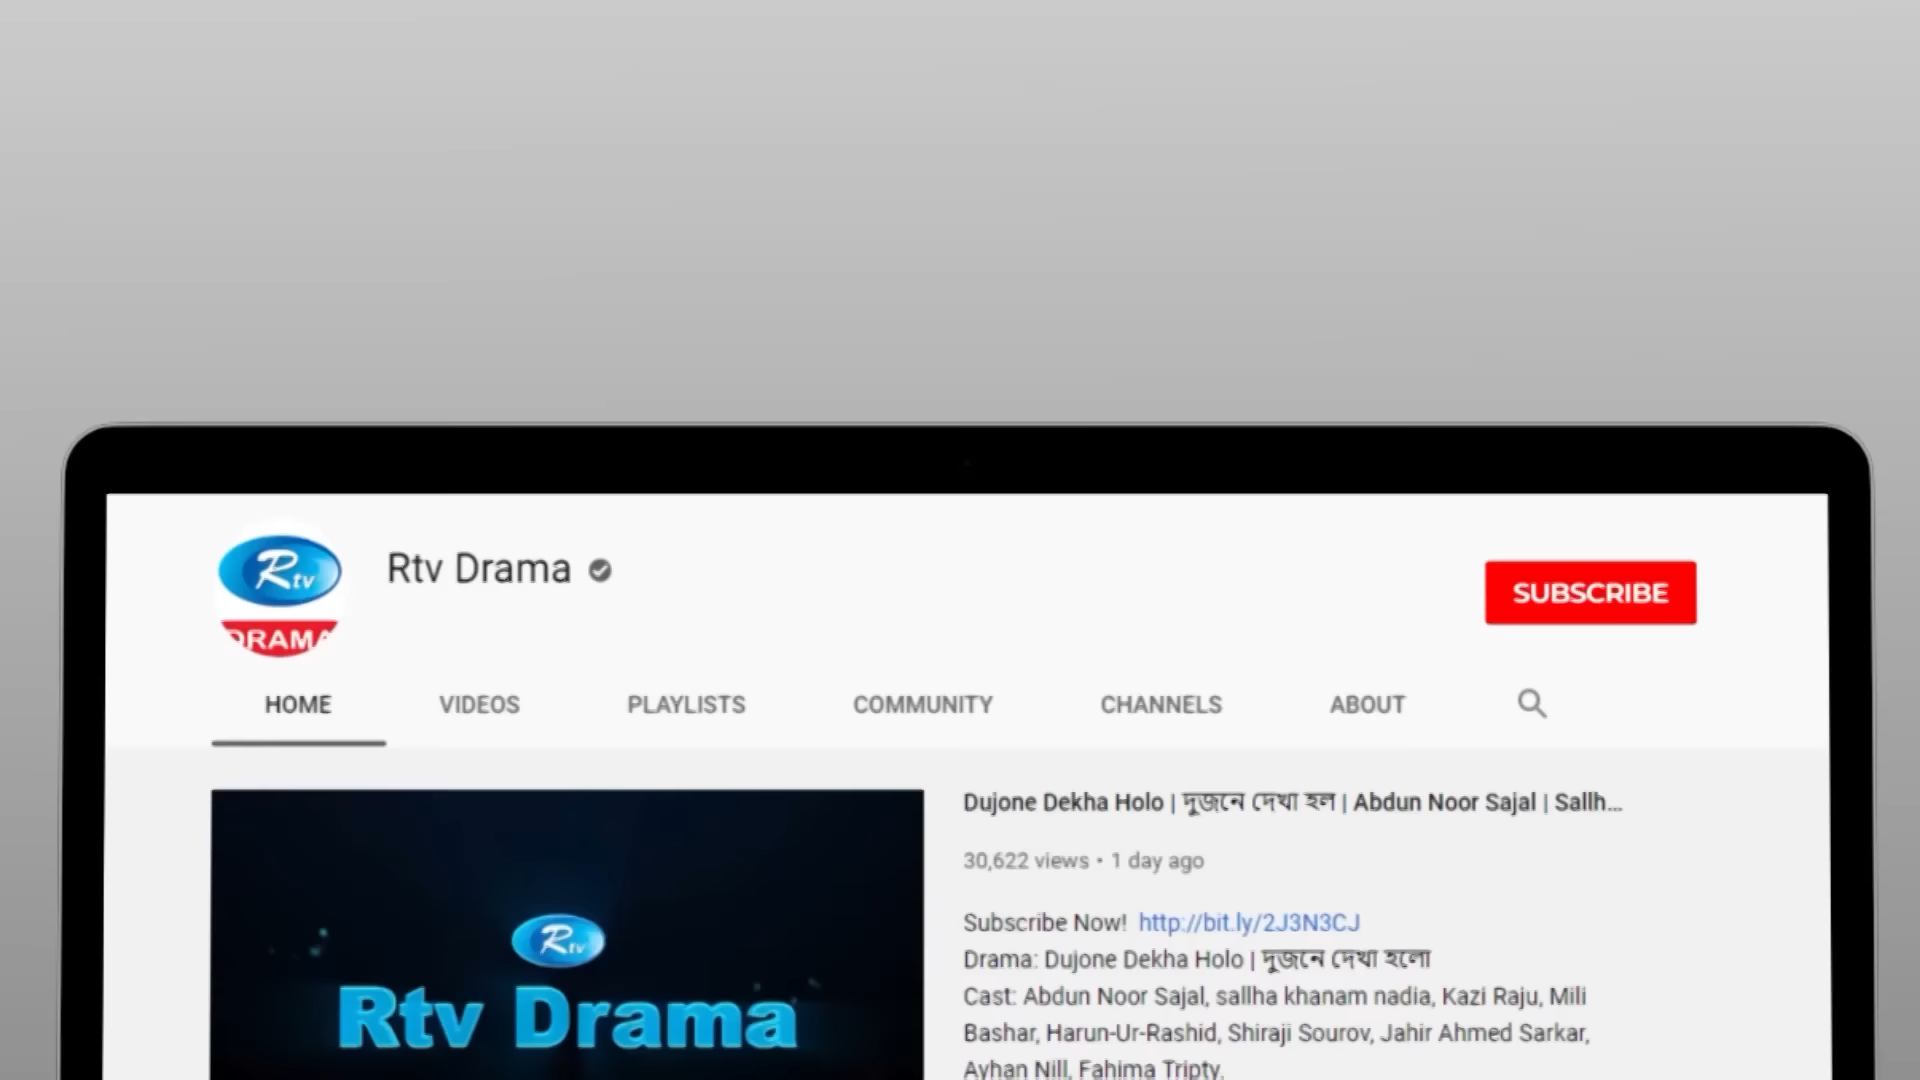 Rtv
DRAMA
Rtv Drama
SUBSCRIBE
HOME VIDEOS PLAYLISTS COMMUNITY CHANNELS ABOUT
Dujone Dekha Holo | দুজনে দেখা হল | Abdun Noor Sajal | Sallh...
30,622 views • 1 day ago
Subscribe Now! http://bit.ly/2J3N3CJ
Drama: Dujone Dekha Holo | দুজনে দেখা হলো
Cast: Abdun Noor Sajal, sallha khanam nadia, Kazi Raju, Mili
Bashar, Harun-Ur-Rashid, Shiraji Sourov, Jahir Ahmed Sarkar,
Ayhan Nill, Fahima Tripty.
Rtv
Rtv Drama